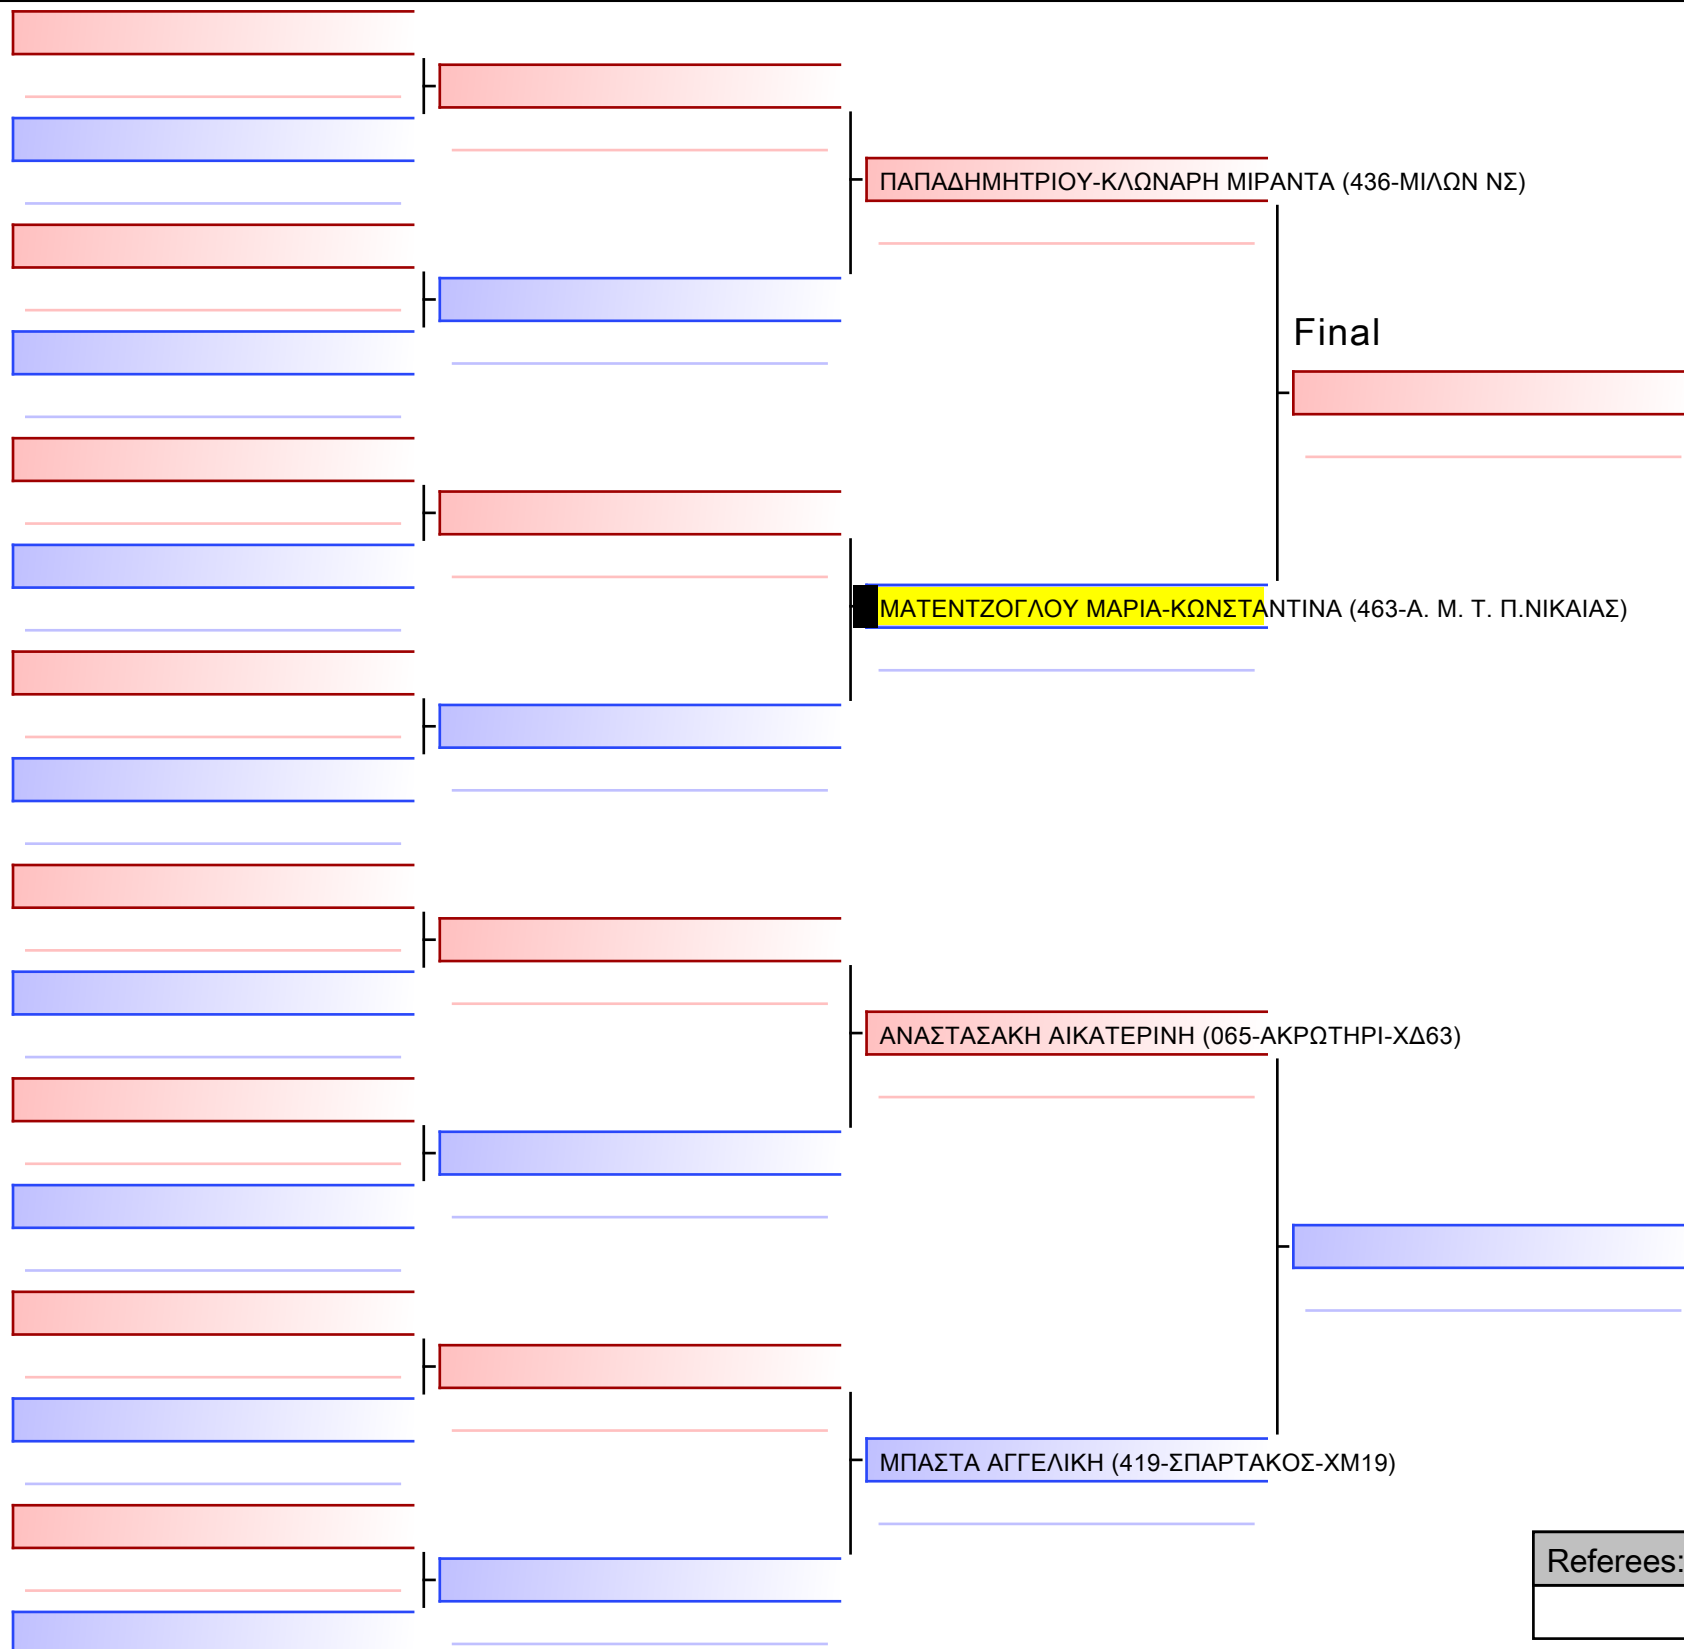 ΠΑΠΑΔΗΜΗΤΡΙΟΥ-ΚΛΩΝΑΡΗ ΜΙΡΑΝΤΑ (436-ΜΙΛΩΝ ΝΣ)
Final
ΜΑΤΕΝΤΖΟΓΛΟΥ ΜΑΡΙΑ-ΚΩΝΣΤΑΝΤΙΝΑ (463-Α. Μ. Τ. Π.ΝΙΚΑΙΑΣ)
ΑΝΑΣΤΑΣΑΚΗ ΑΙΚΑΤΕΡΙΝΗ (065-ΑΚΡΩΤΗΡΙ-ΧΔ63)
ΜΠΑΣΤΑ ΑΓΓΕΛΙΚΗ (419-ΣΠΑΡΤΑΚΟΣ-ΧΜ19)
Referees: